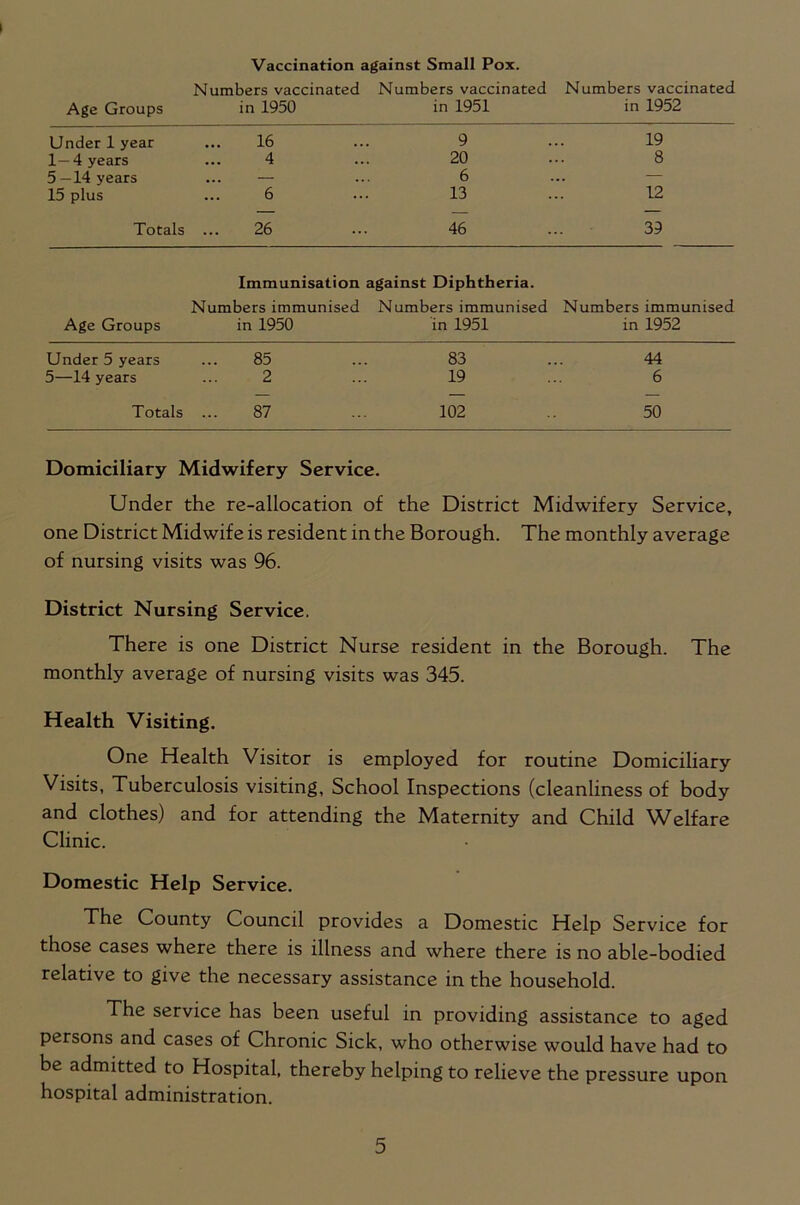 Vaccination against Small Pox.
Age Groups Numbers vaccinated in 1950 Numbers vaccinated in 1951 Numbers vaccinated in 1952
Under 1 year ... 16 ... 9 ... 19
1—4 years ... 4 ... 20 ... 8
5—14 years ... — ... 6 ... —
15 plus ... 6 ... 13 ... 12
Totals ... 26 ... 46 ... 39
Immunisation against Diphtheria.
Age Groups Numbers immunised in 1950 Numbers immunised in 1951 Numbers immunised in 1952
Under 5 years ... 85 ... 83 ... 44
5—14 years ... 2 ... 19 ... 6
Totals ... 87 ... 102 .. 50
Domiciliary Midwifery Service.
Under the re-allocation of the District Midwifery Service,
one District Midwife is resident in the Borough. The monthly average
of nursing visits was 96.
District Nursing Service.
There is one District Nurse resident in the Borough. The
monthly average of nursing visits was 345.
Health Visiting.
One Health Visitor is employed for routine Domiciliary
Visits, Tuberculosis visiting, School Inspections (cleanliness of body
and clothes) and for attending the Maternity and Child Welfare
Clinic.
Domestic Help Service.
The County Council provides a Domestic Help Service for
those cases where there is illness and where there is no able-bodied
relative to give the necessary assistance in the household.
The service has been useful in providing assistance to aged
persons and cases of Chronic Sick, who otherwise would have had to
be admitted to Hospital, thereby helping to relieve the pressure upon
hospital administration.
5